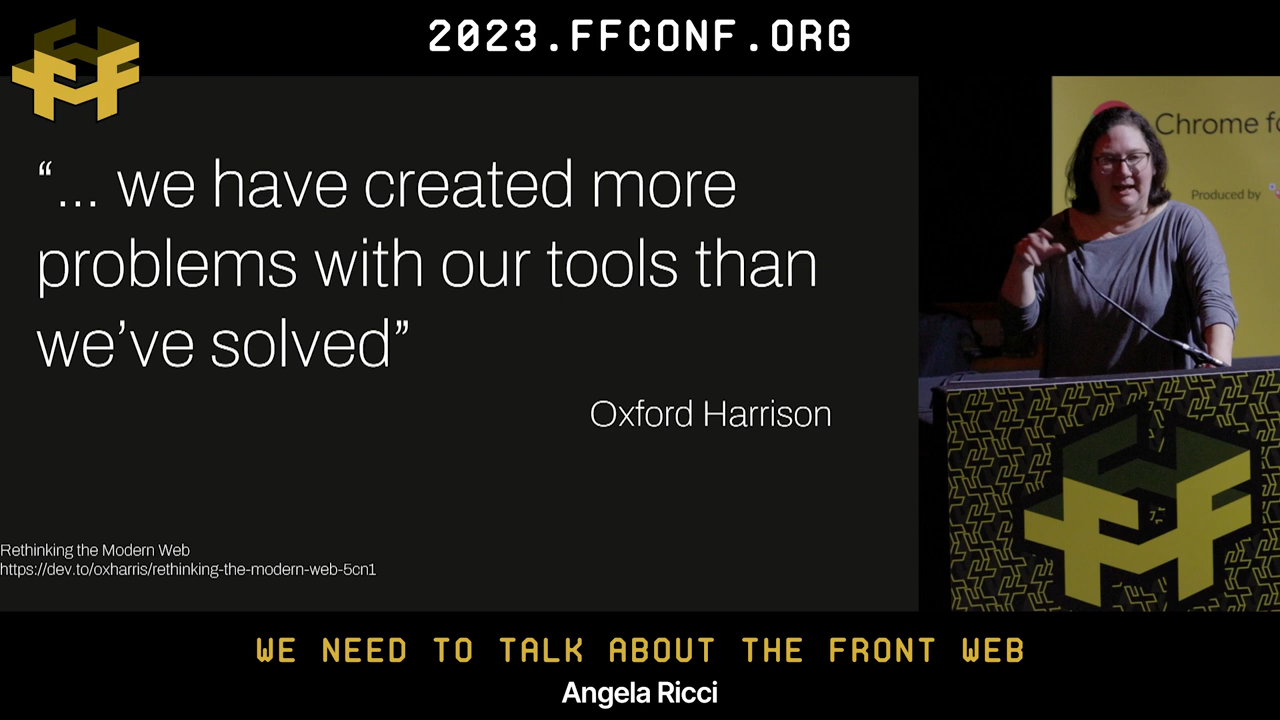 2023.FFCONF.ORG
“... we have created more
problems with our tools than
we’ve solved”
Oxford Harrison
Rethinking the Modern Web
https://dev.to/oxharris/rethinking-the-modern-web-5cn1
Chrome fo
Produced by
WE NEED TO TALK ABOUT THE FRONT WEB
Angela Ricci